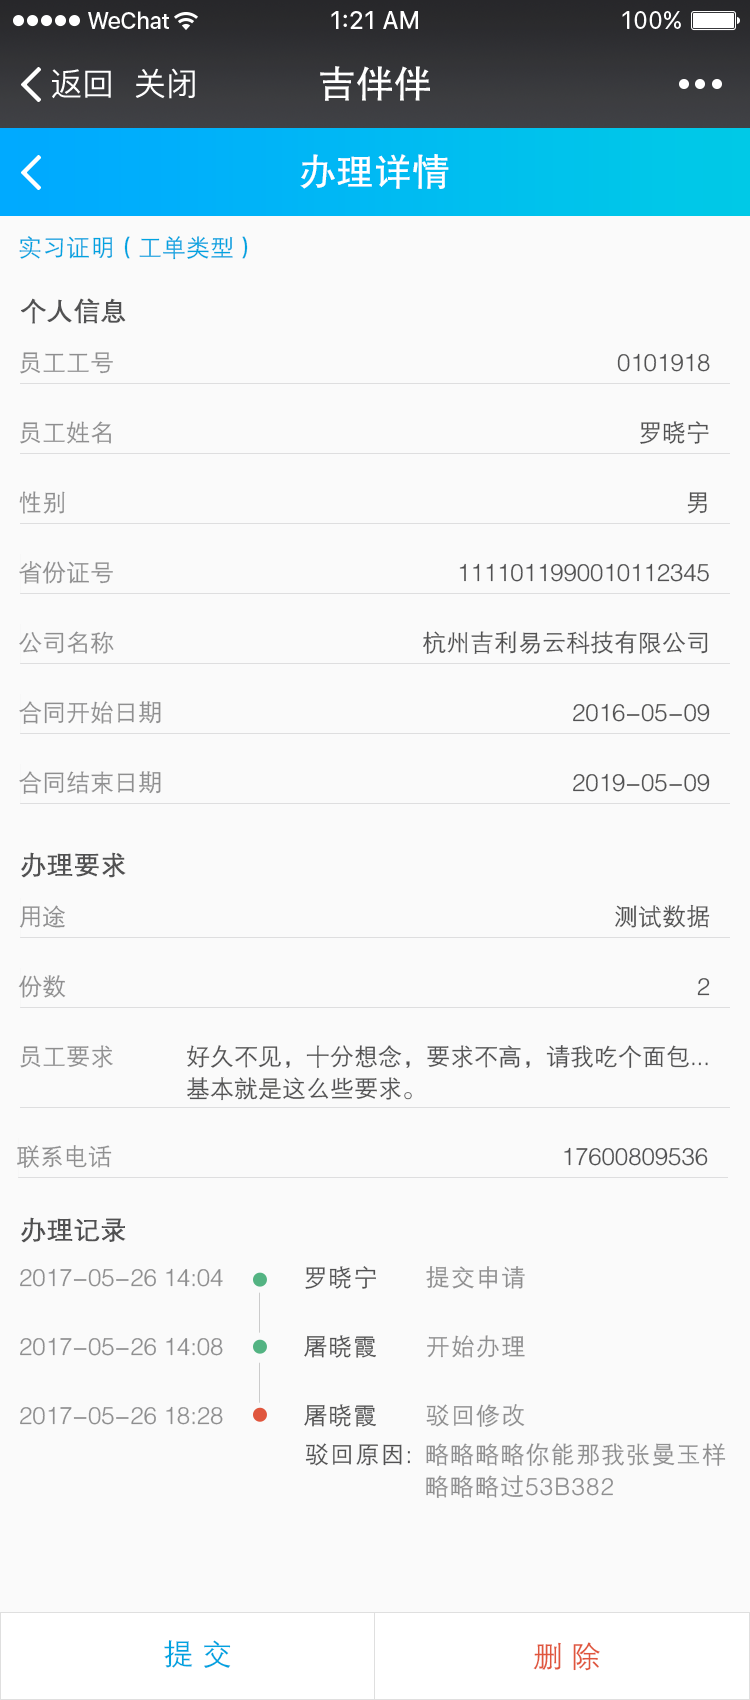 WeChat 1:21 AM 100%
返回 关闭 吉伴伴
办理详情
实习证明（工单类型）
个人信息
员工工号 0101918
员工姓名 罗晓宁
性别 男
省份证号 1111011990010112345
公司名称 杭州吉利易云科技有限公司
合同开始日期 2016-05-09
合同结束日期 2019-05-09
办理要求
用途 测试数据
份数 2
员工要求 好久不见，十分想念，要求不高，请我吃个面包...
基本就是这么些要求。
联系电话 17600809536
办理记录
2017-05-26 14:04 罗晓宁 提交申请
2017-05-26 14:08 屠晓霞 开始办理
2017-05-26 18:28 屠晓霞 驳回修改
驳回原因: 略略略略你能那我张曼玉样
略略略过53B382
提交 删除